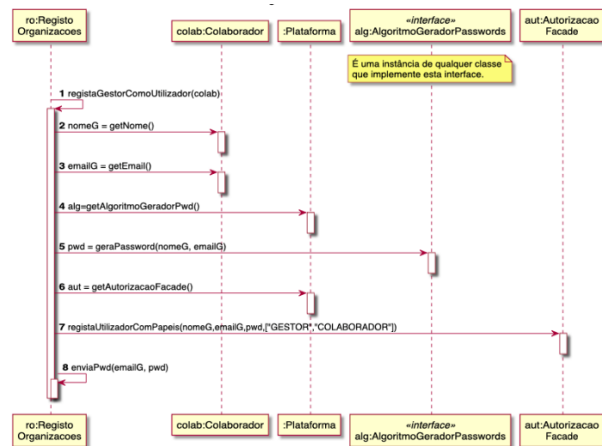 ro:Registo
Organizacoes
colab:Colaborador
:Plataforma
«interface»
alg:AlgoritmoGeradorPasswords
aut:Autorizacao
Facade
É uma instância de qualquer classe
que implemente esta interface.
1 registaGestorComoUtilizador(colab)
2 nomeG = getNome()
3 emailG = getEmail()
4 alg=getAlgoritmoGeradorPwd()
5 pwd = geraPassword(nomeG, emailG)
6 aut = getAutorizacaoFacade()
7 registaUtilizadorComPapeis(nomeG,emailG,pwd,["GESTOR","COLABORADOR"])
8 enviaPwd(emailG, pwd)
ro:Registo
Organizacoes
colab:Colaborador
:Plataforma
«interface»
alg:AlgoritmoGeradorPasswords
aut:Autorizacao
Facade